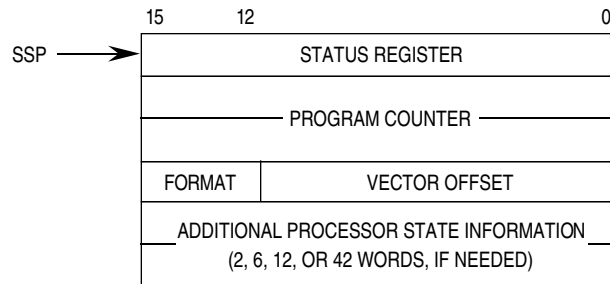 15 12 0
SSP STATUS REGISTER
PROGRAM COUNTER
FORMAT VECTOR OFFSET
ADDITIONAL PROCESSOR STATE INFORMATION
(2, 6, 12, OR 42 WORDS, IF NEEDED)